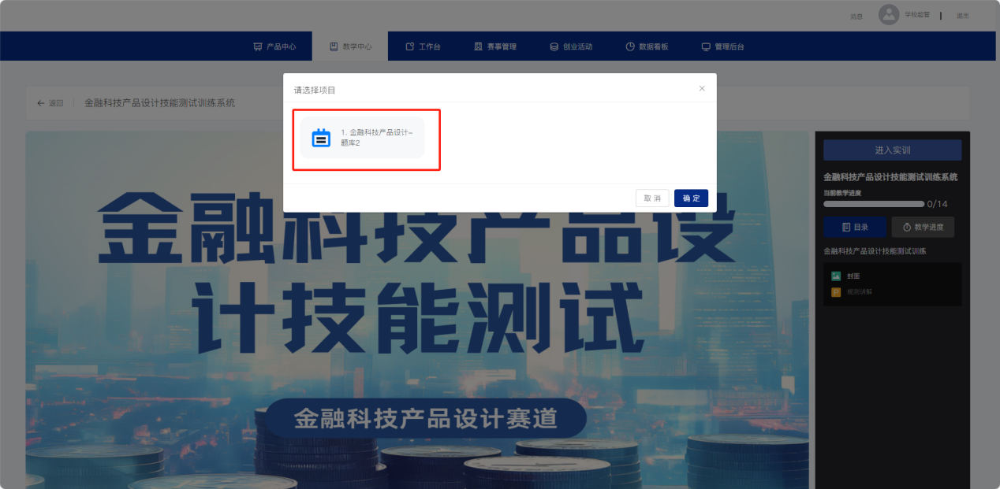 消息
学校超管
退出
产品中心
教学中心
工作台
赛事管理
创业活动
数据看板
管理后台
返回
金融科技产品设计技能测试训练系统
请选择项目
1. 金融科技产品设计–
题库2
取 消
确 定
金融科技产品设
计技能测试
金融科技产品设计赛道
进入实训
金融科技产品设计技能测试训练系统
当前教学进度
0/14
目录
教学进度
金融科技产品设计技能测试训练
封面
P
规则讲解